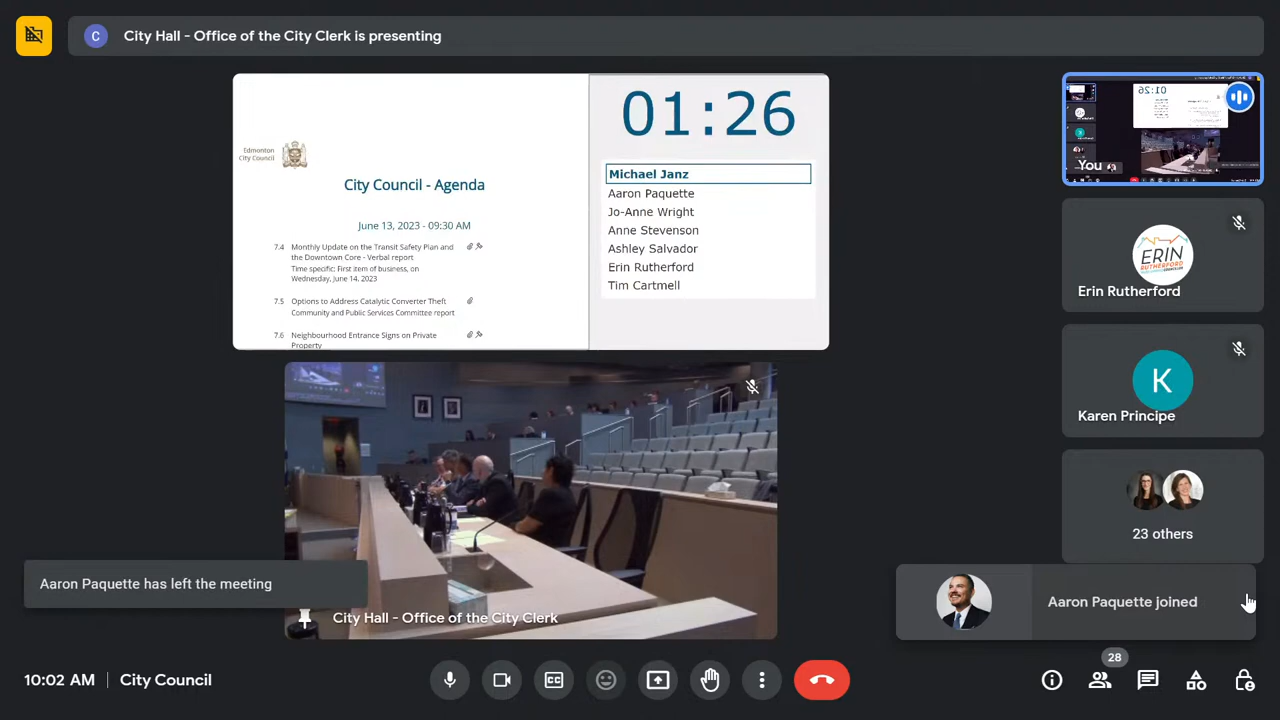 City Hall - Office of the City Clerk is presenting
C
Edmonton
City Council
City Council - Agenda
June 13, 2023 - 09:30 AM
7.4 Monthly Update on the Transit Safety Plan and
the Downtown Core - Verbal report
Time specific: First item of business, on
Wednesday, June 14, 2023
7.5 Options to Address Catalytic Converter Theft
Community and Public Services Committee report
7.6 Neighbourhood Entrance Signs on Private
Property
01:26
Michael Janz
Aaron Paquette
Jo-Anne Wright
Anne Stevenson
Ashley Salvador
Erin Rutherford
Tim Cartmell
You
ERIN
RUTHERFORD
Erin Rutherford
K
Karen Principe
23 others
Aaron Paquette has left the meeting
City Hall - Office of the City Clerk
Aaron Paquette joined
10:02 AM
City Council
CC
28